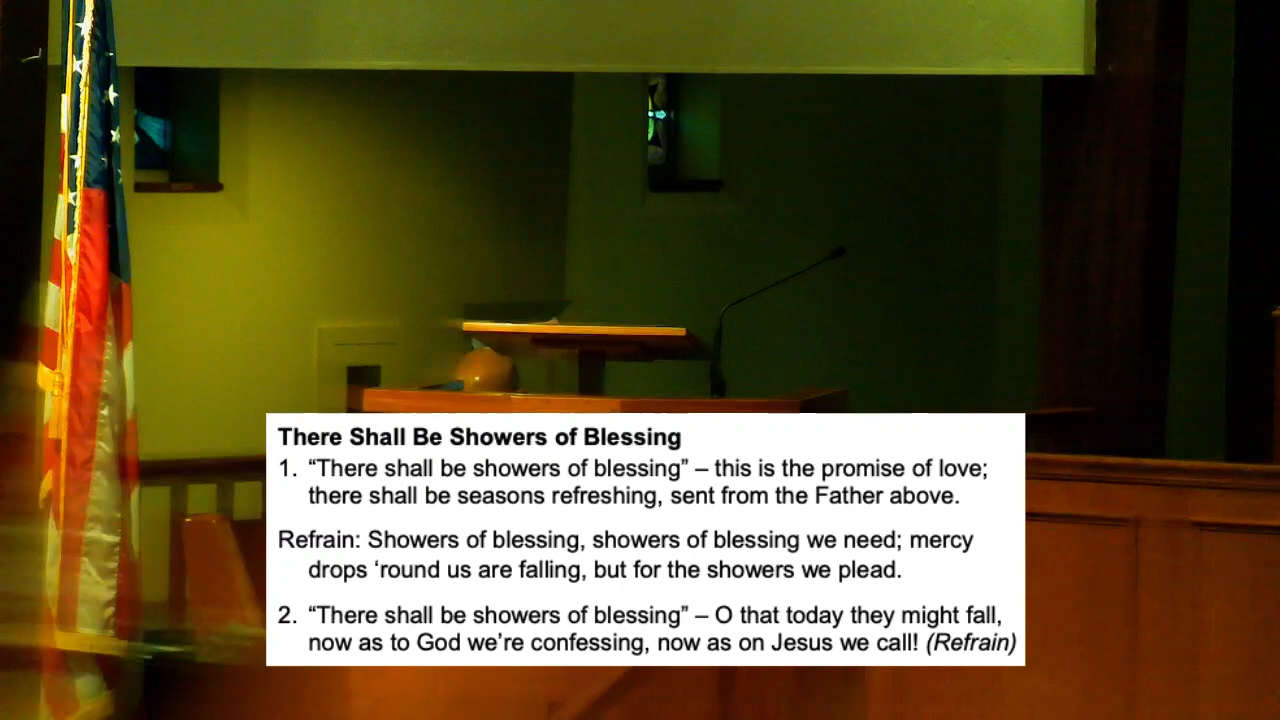 There Shall Be Showers of Blessing
1. “There shall be showers of blessing” – this is the promise of love;
there shall be seasons refreshing, sent from the Father above.
Refrain: Showers of blessing, showers of blessing we need; mercy
drops ‘round us are falling, but for the showers we plead.
2. “There shall be showers of blessing” – O that today they might fall,
now as to God we’re confessing, now as on Jesus we call! (Refrain)